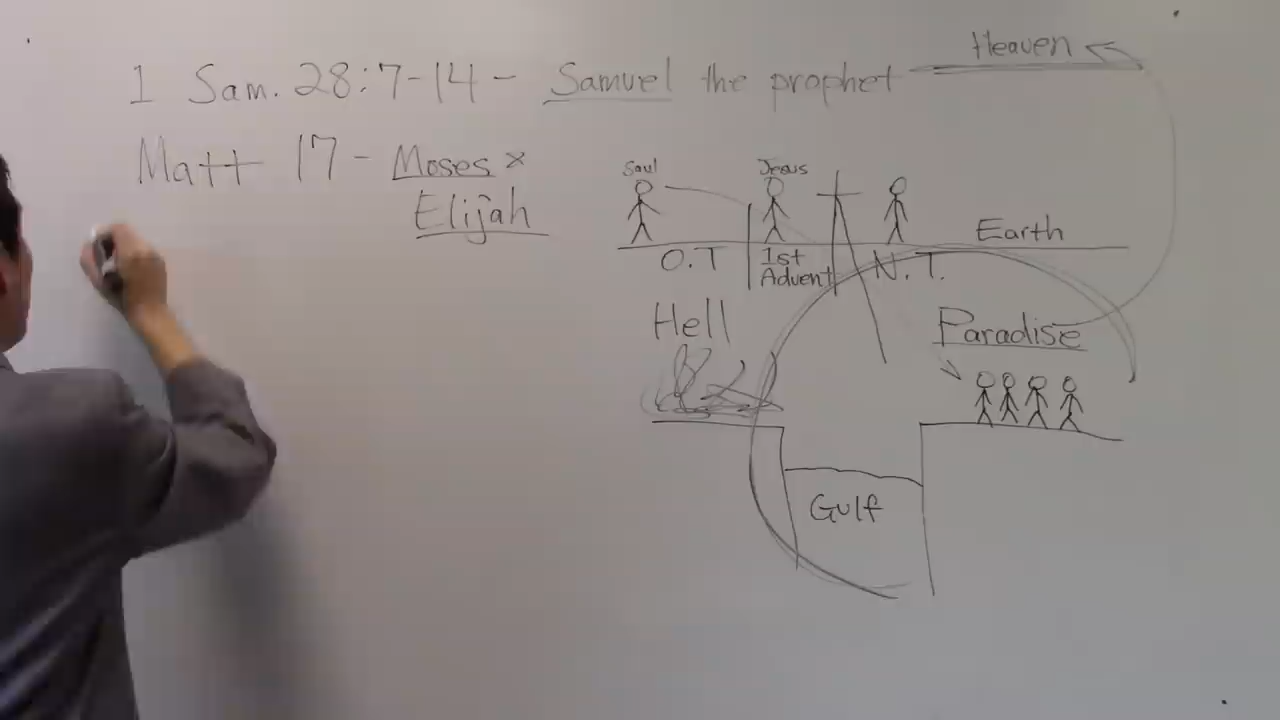 Heaven
1 Sam. 28:7-14 - Samuel the prophet
Matt 17 - Moses x
Elijah
Saul
Jesus
Earth
O.T
1st
Advent
N.T.
Hell
Paradise
Gulf